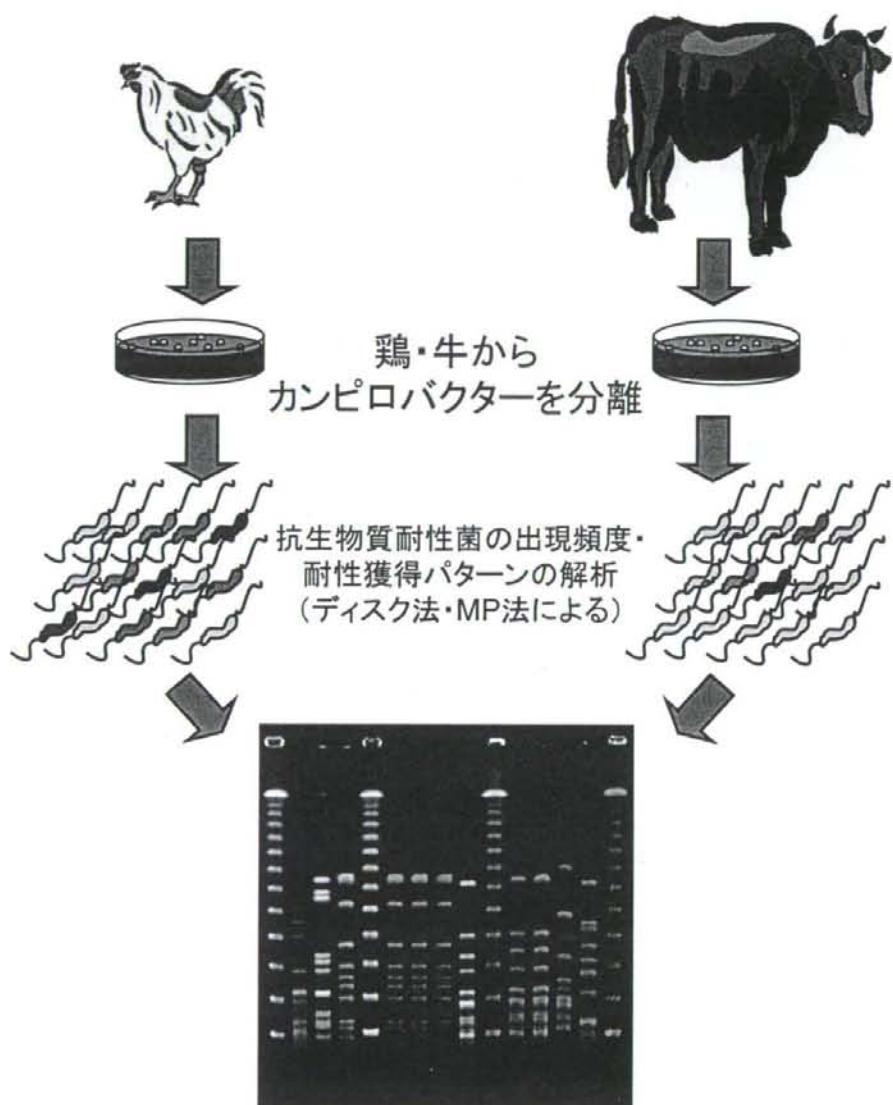 鶏・牛から
カンピロバクターを分離
抗生物質耐性菌の出現頻度・
耐性獲得パターンの解析
(ディスク法・MP法による)